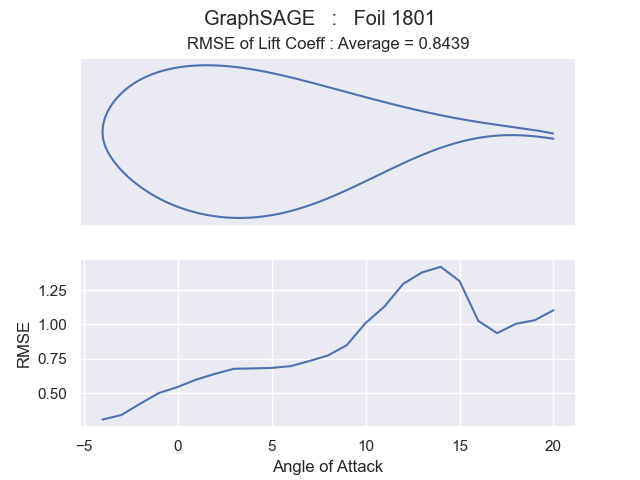 GraphSAGE   :   Foil 1801
RMSE of Lift Coeff : Average = 0.8439
1.25
1.00
0.75
0.50
RMSE
−5 0 5 10 15 20
Angle of Attack